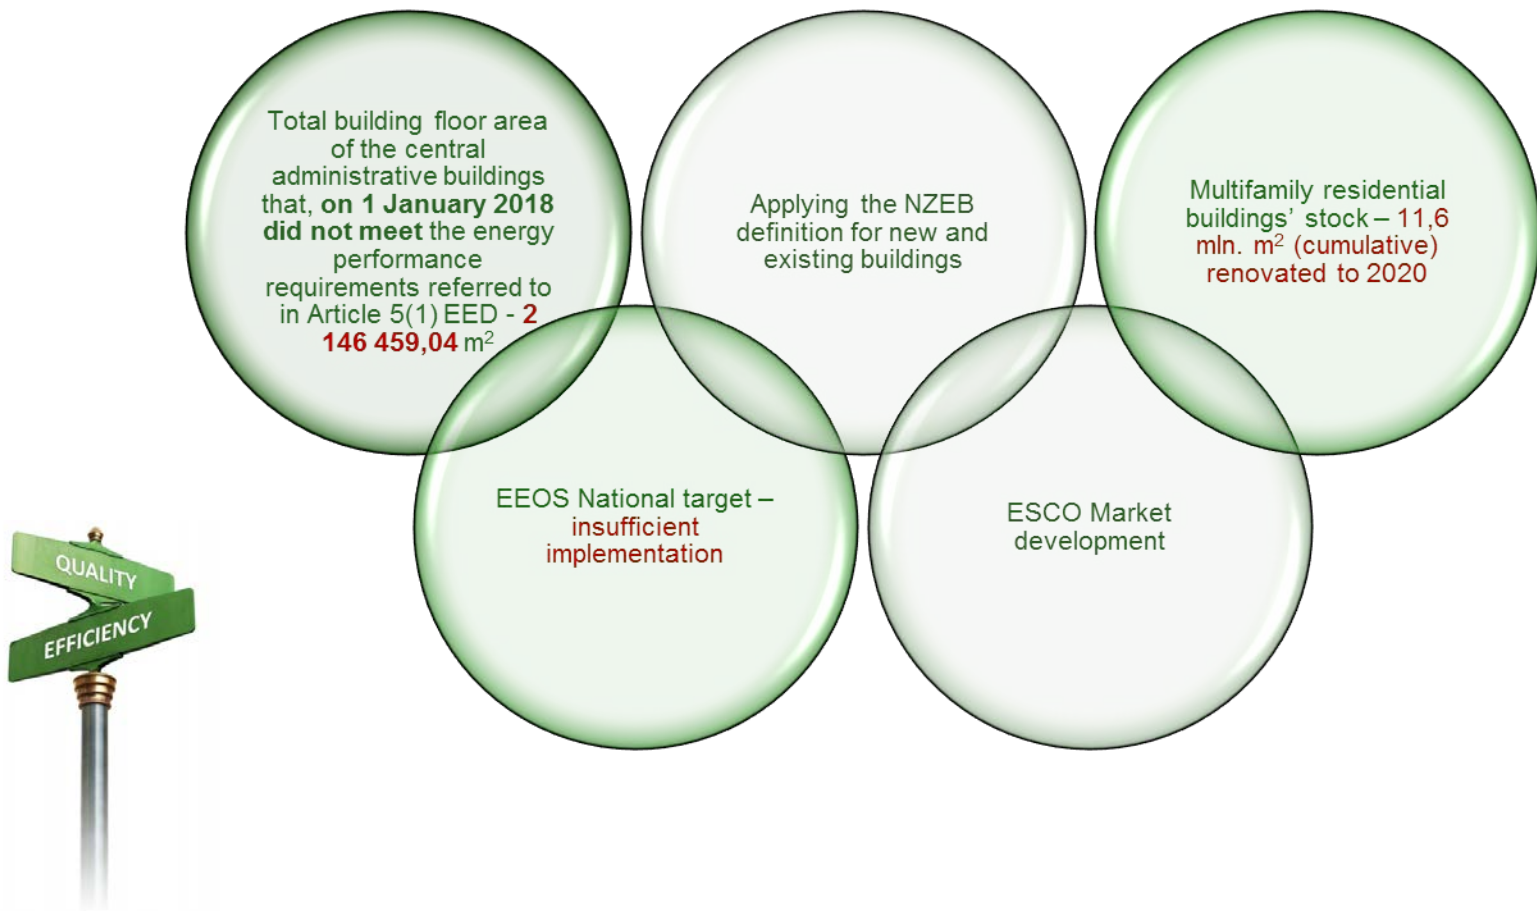 Total building floor area
of the central
administrative buildings
that, on 1 January 2018
did not meet the energy
performance
requirements referred to
in Article 5(1) EED - 2
146 459,04 m²
Applying the NZEB
definition for new and
existing buildings
Multifamily residential
buildings’ stock – 11,6
mln. m² (cumulative)
renovated to 2020
EEOS National target –
insufficient
implementation
ESCO Market
development
QUALITY
EFFICIENCY